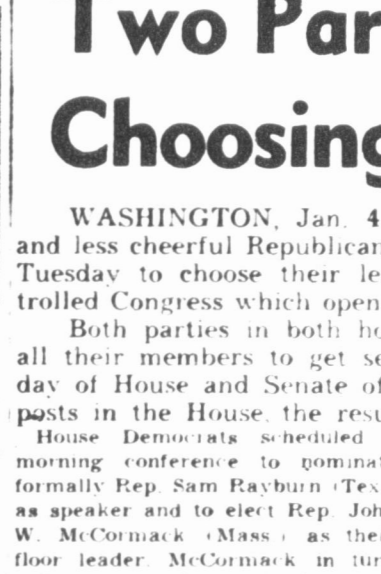 Two Par
Choosing
WASHINGTON, Jan. 4
and less cheerful Republican
Tuesday to choose their le
trolled Congress which open
Both parties in both ho
all their members to get se
day of House and Senate of
posts in the House, the resu
House Democrats scheduled
morning conference to nominat
formally Rep. Sam Rayburn (Tex
as speaker and to elect Rep. Joh
W. McCormack (Mass.) as the
floor leader. McCormack in tur